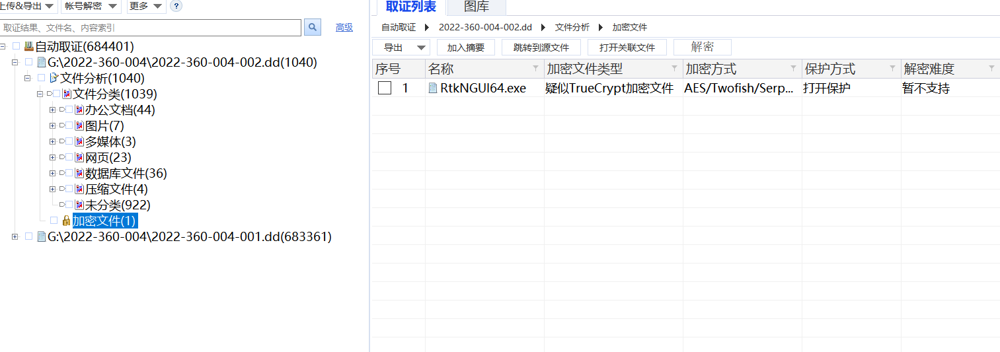 上传&导出 帐号解密 更多 ?
取证结果、文件名、内容索引 高级
自动取证(684401)
G:\2022-360-004\2022-360-004-002.dd(1040)
文件分析(1040)
文件分类(1039)
办公文档(44)
图片(7)
多媒体(3)
网页(23)
数据库文件(36)
压缩文件(4)
未分类(922)
加密文件(1)
G:\2022-360-004\2022-360-004-001.dd(683361)
取证列表 图库
自动取证 2022-360-004-002.dd 文件分析 加密文件
导出 加入摘要 跳转到源文件 打开关联文件 解密
序号 名称 加密文件类型 加密方式 保护方式 解密难度
1 RtkNGUI64.exe 疑似TrueCrypt加密文件 AES/Twofish/Serp... 打开保护 暂不支持